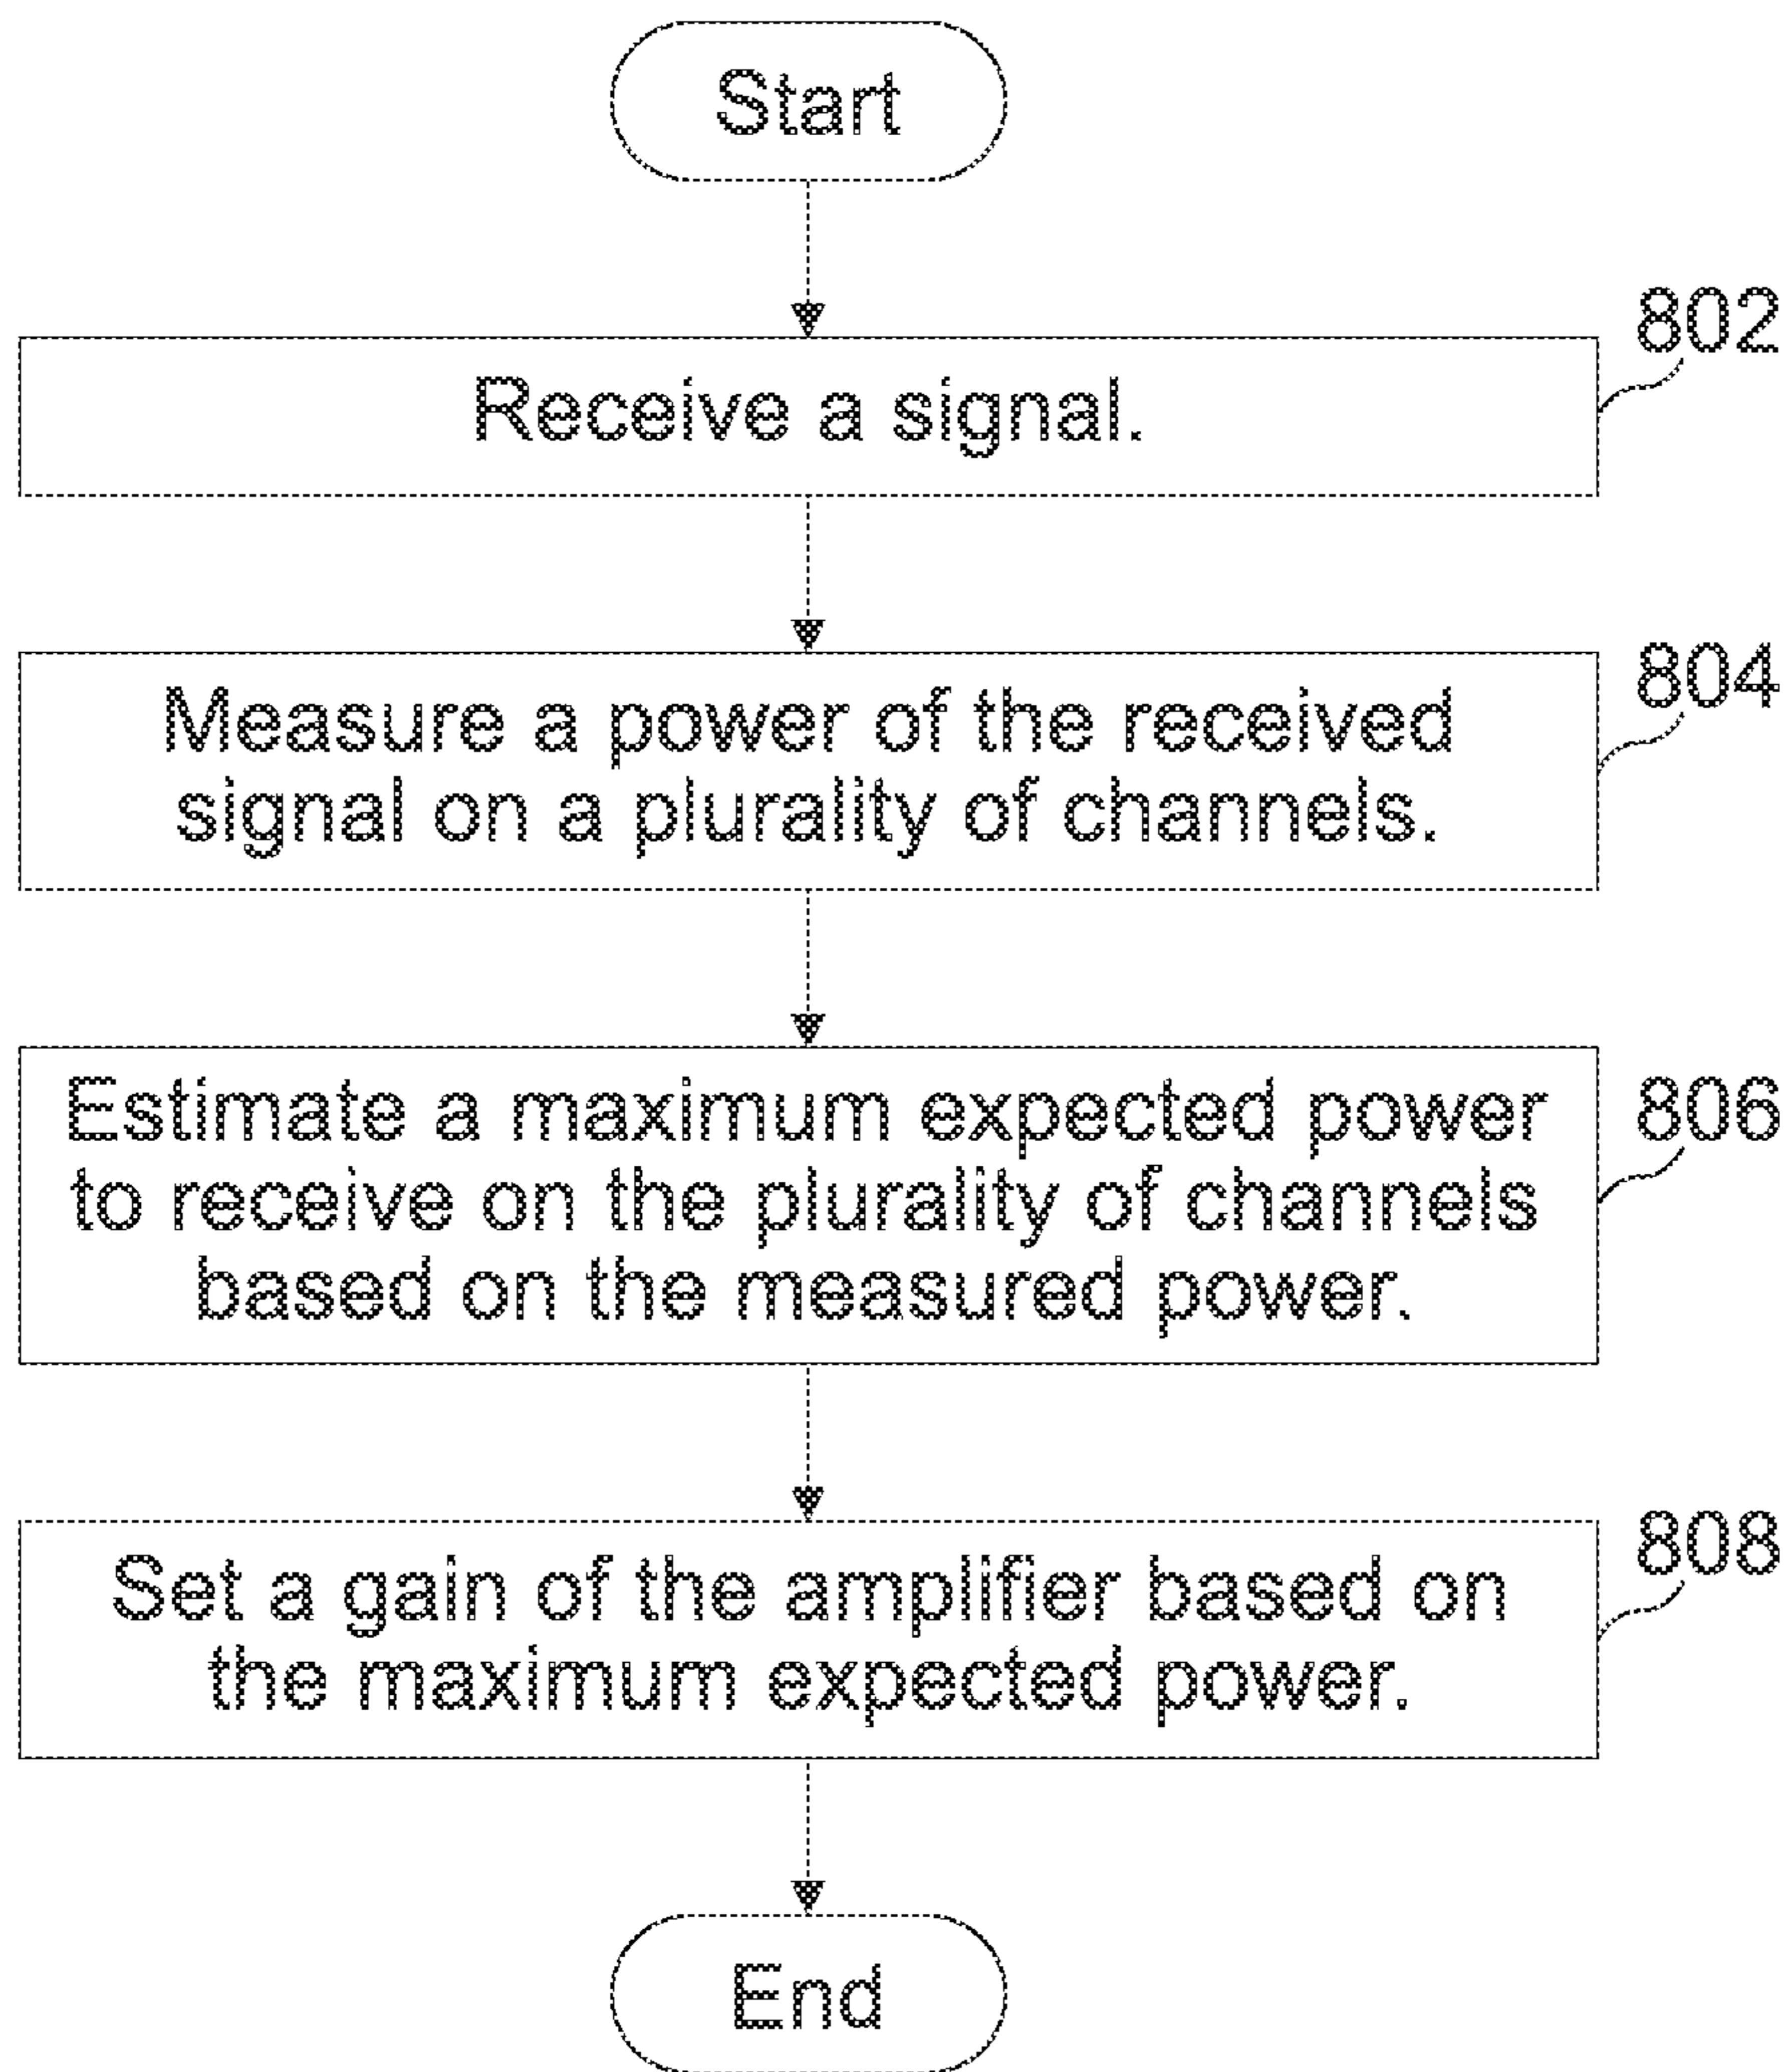 Start
802
Receive a signal.
804
Measure a power of the received
signal on a plurality of channels.
806
Estimate a maximum expected power
to receive on the plurality of channels
based on the measured power.
808
Set a gain of the amplifier based on
the maximum expected power.
End